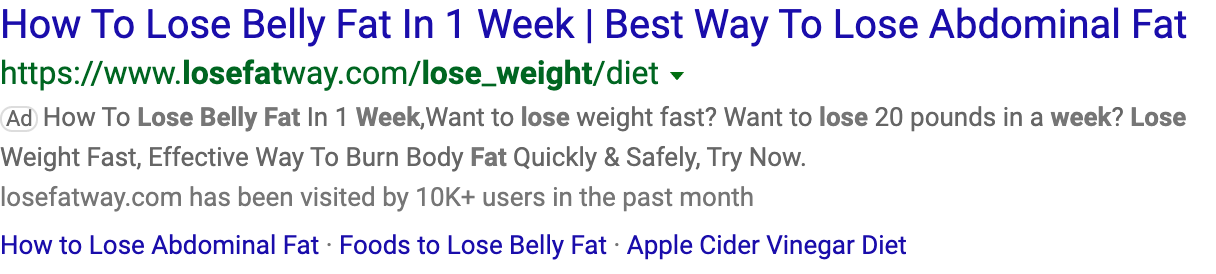 How To Lose Belly Fat In 1 Week | Best Way To Lose Abdominal Fat
https://www.losefatway.com/lose_weight/diet
Ad How To Lose Belly Fat In 1 Week,Want to lose weight fast? Want to lose 20 pounds in a week? Lose
Weight Fast, Effective Way To Burn Body Fat Quickly & Safely, Try Now.
losefatway.com has been visited by 10K+ users in the past month
How to Lose Abdominal Fat · Foods to Lose Belly Fat · Apple Cider Vinegar Diet